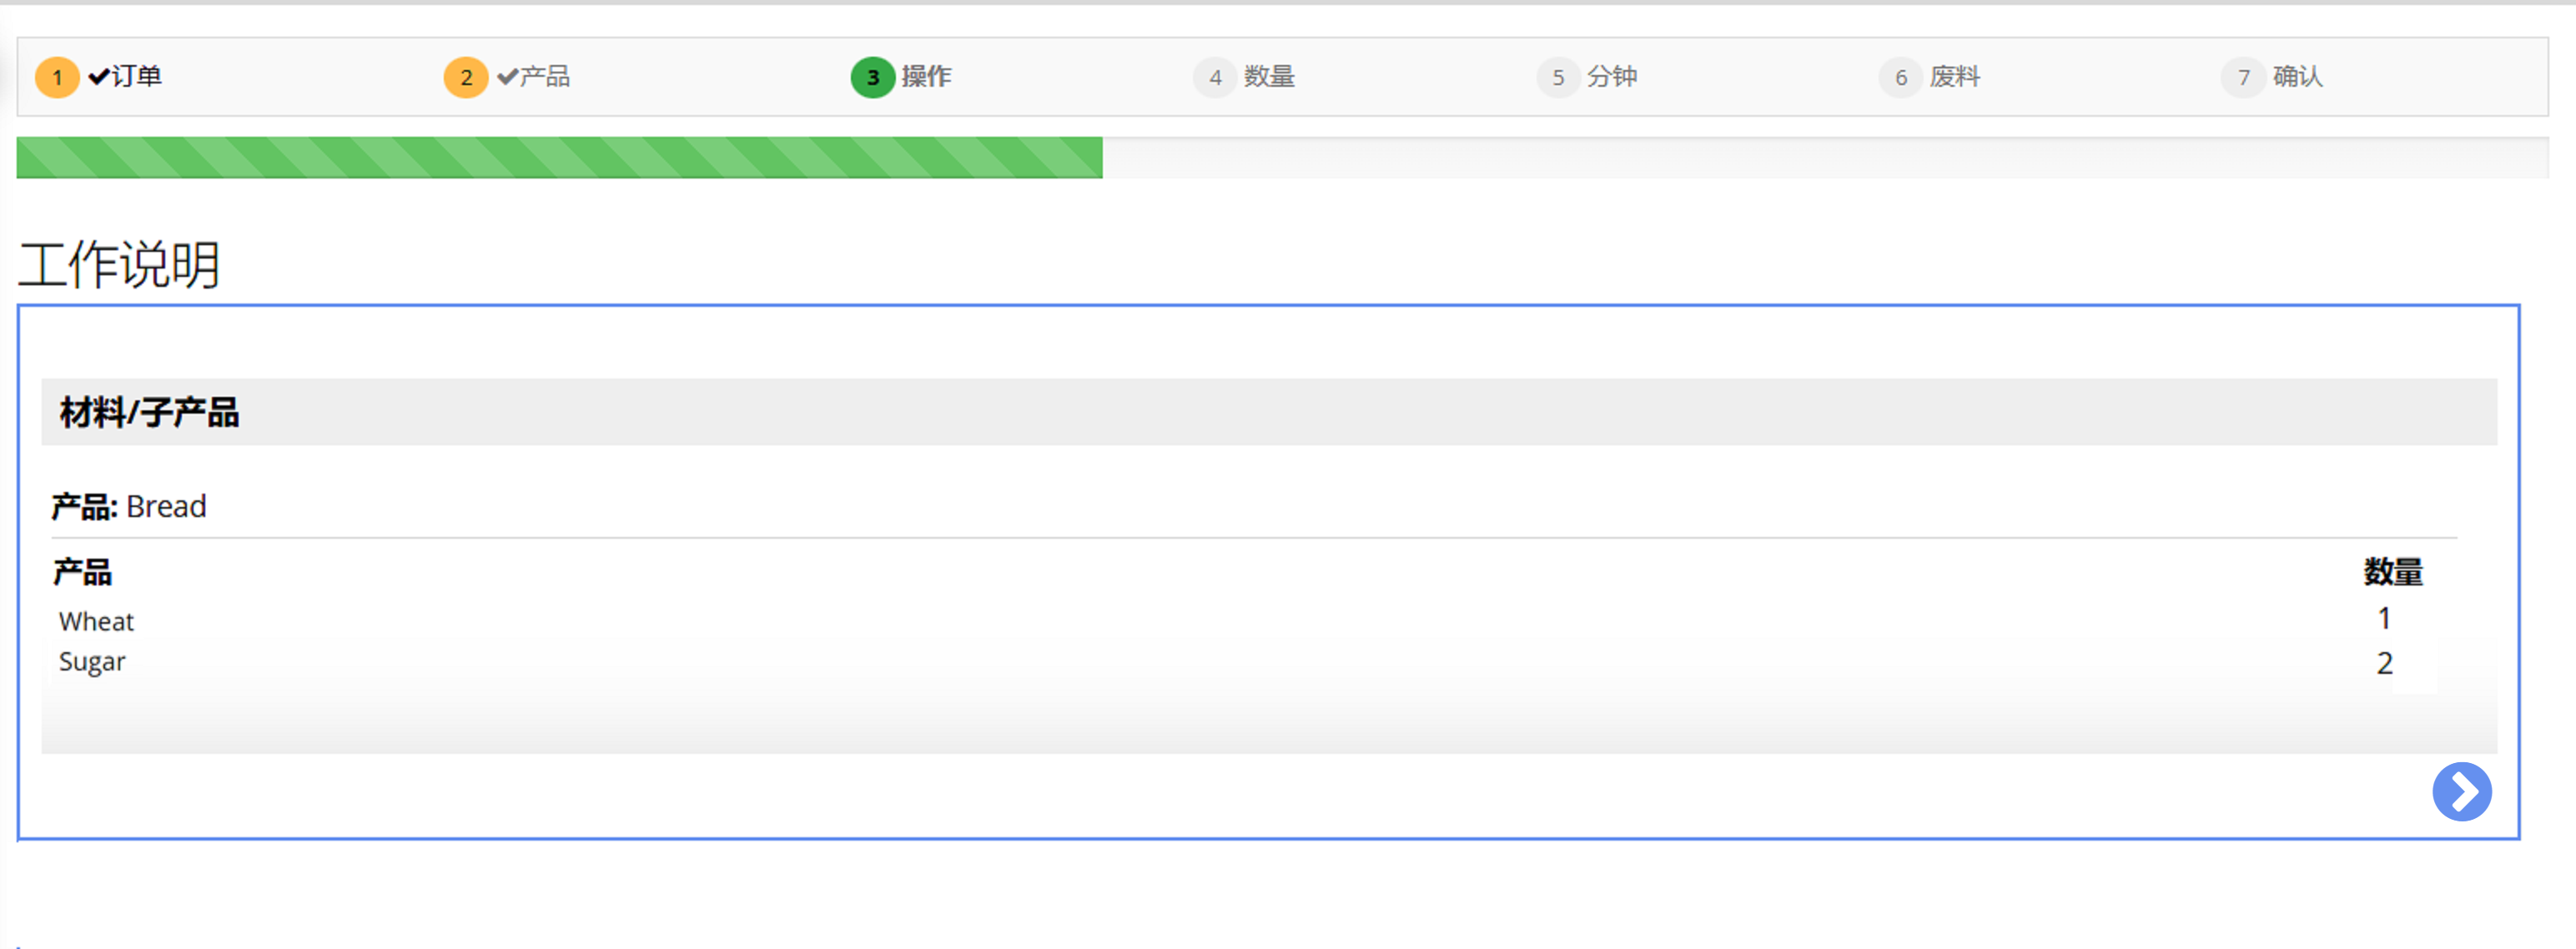 1 ✔订单 2 ✔产品 3 操作 4 数量 5 分钟 6 废料 7 确认
工作说明
材料/子产品
产品: Bread
产品 数量
Wheat 1
Sugar 2